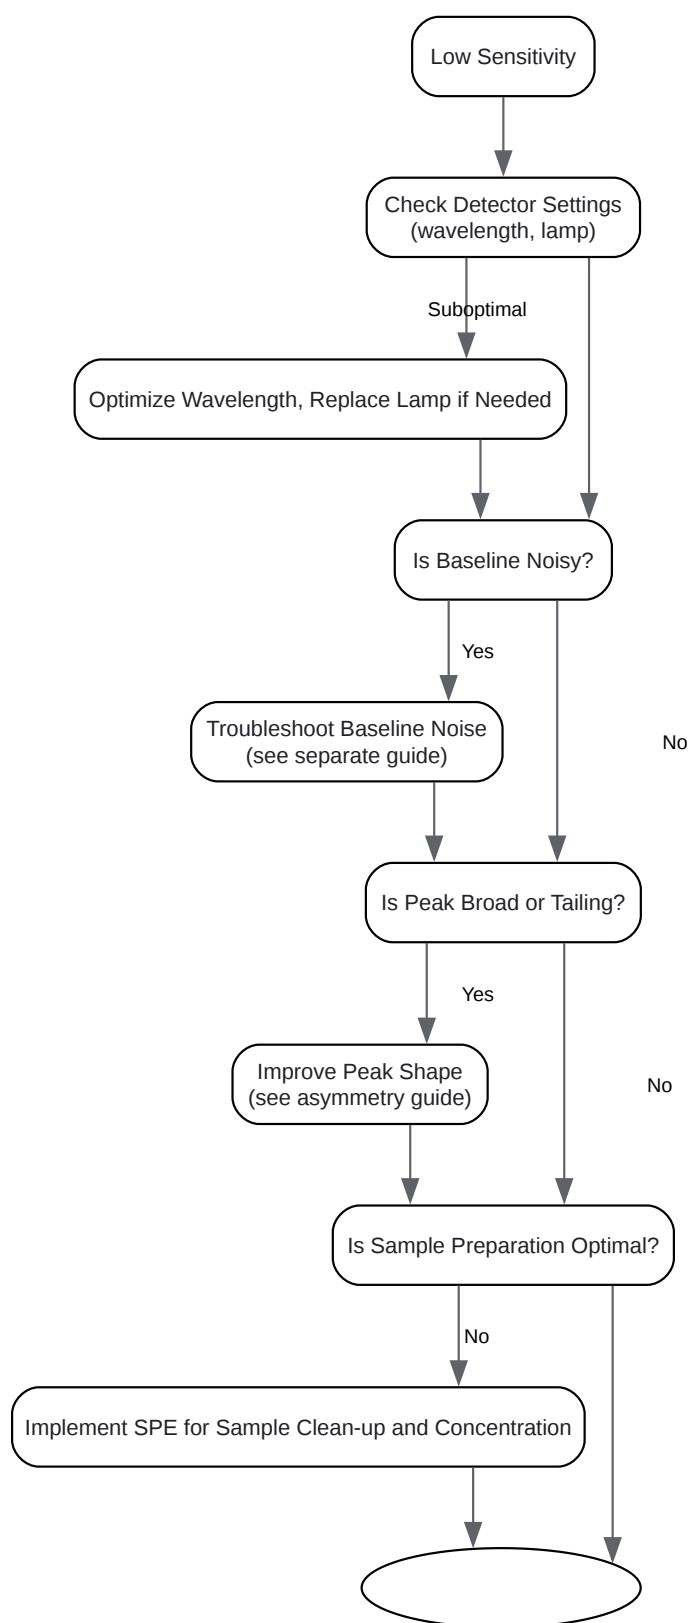 Low Sensitivity
Check Detector Settings
(wavelength, lamp)
Suboptimal
Optimize Wavelength, Replace Lamp if Needed
Is Baseline Noisy?
Yes
Troubleshoot Baseline Noise
(see separate guide)
No
Is Peak Broad or Tailing?
Yes
Improve Peak Shape
(see asymmetry guide)
No
Is Sample Preparation Optimal?
No
Implement SPE for Sample Clean-up and Concentration